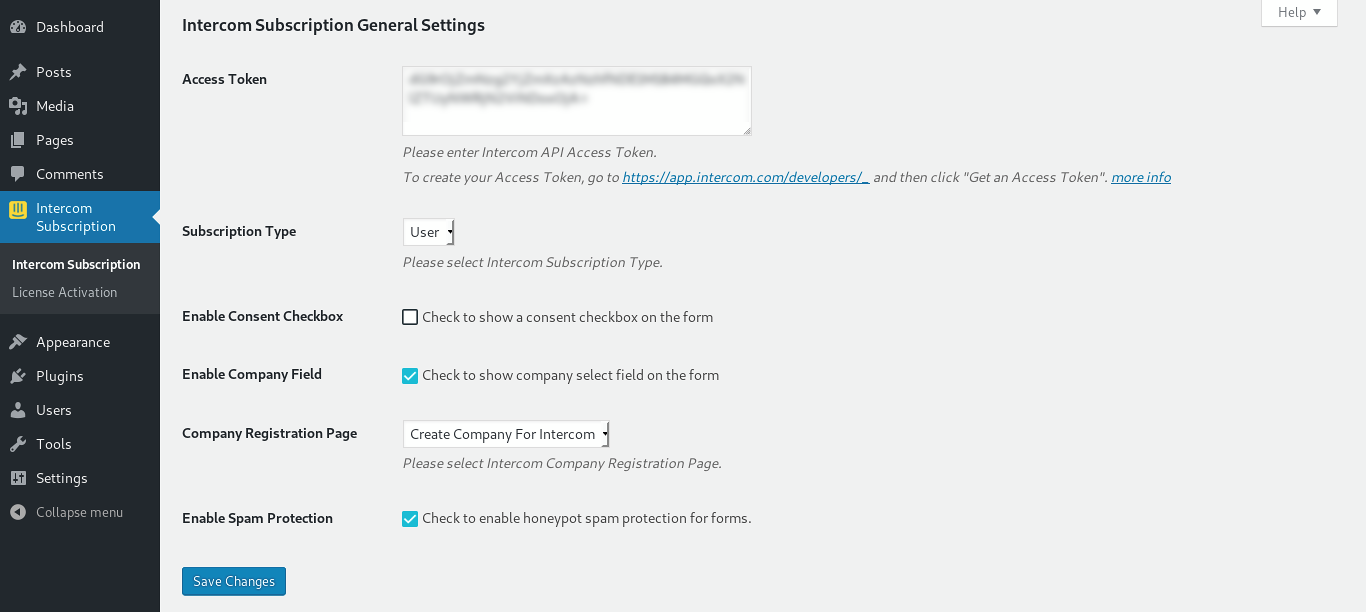 Dashboard
Posts
Media
Pages
Comments
Intercom
Subscription
Intercom Subscription
License Activation
Appearance
Plugins
Users
Tools
Settings
Collapse menu
Help
Intercom Subscription General Settings
Access Token
Please enter Intercom API Access Token.
To create your Access Token, go to https://app.intercom.com/developers/_ and then click "Get an Access Token". more info
Subscription Type
User
Please select Intercom Subscription Type.
Enable Consent Checkbox
Check to show a consent checkbox on the form
Enable Company Field
Check to show company select field on the form
Company Registration Page
Create Company For Intercom
Please select Intercom Company Registration Page.
Enable Spam Protection
Check to enable honeypot spam protection for forms.
Save Changes